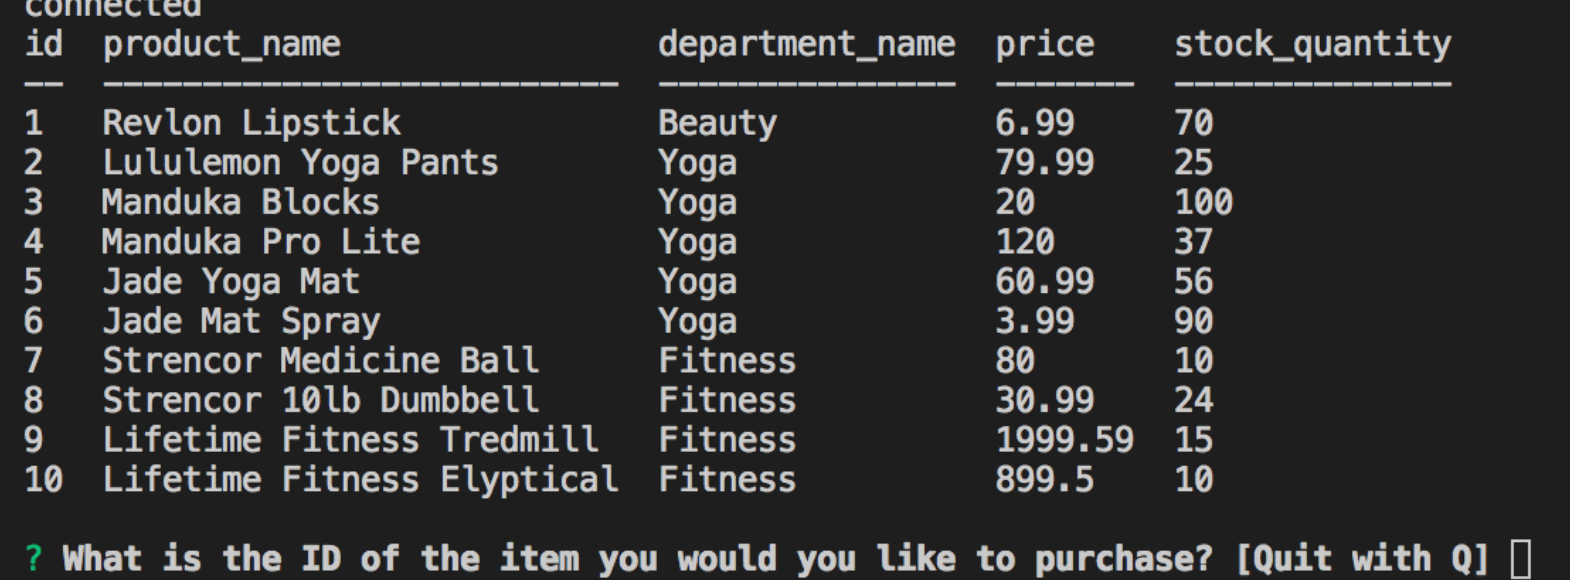 connected
id  product_name                department_name  price    stock_quantity
--  --------------------------  ---------------  -------  --------------
1   Revlon Lipstick             Beauty           6.99     70
2   Lululemon Yoga Pants        Yoga             79.99    25
3   Manduka Blocks              Yoga             20       100
4   Manduka Pro Lite            Yoga             120      37
5   Jade Yoga Mat               Yoga             60.99    56
6   Jade Mat Spray              Yoga             3.99     90
7   Strencor Medicine Ball      Fitness          80       10
8   Strencor 10lb Dumbbell      Fitness          30.99    24
9   Lifetime Fitness Tredmill   Fitness          1999.59  15
10  Lifetime Fitness Elyptical  Fitness          899.5    10
? What is the ID of the item you would you like to purchase? [Quit with Q]